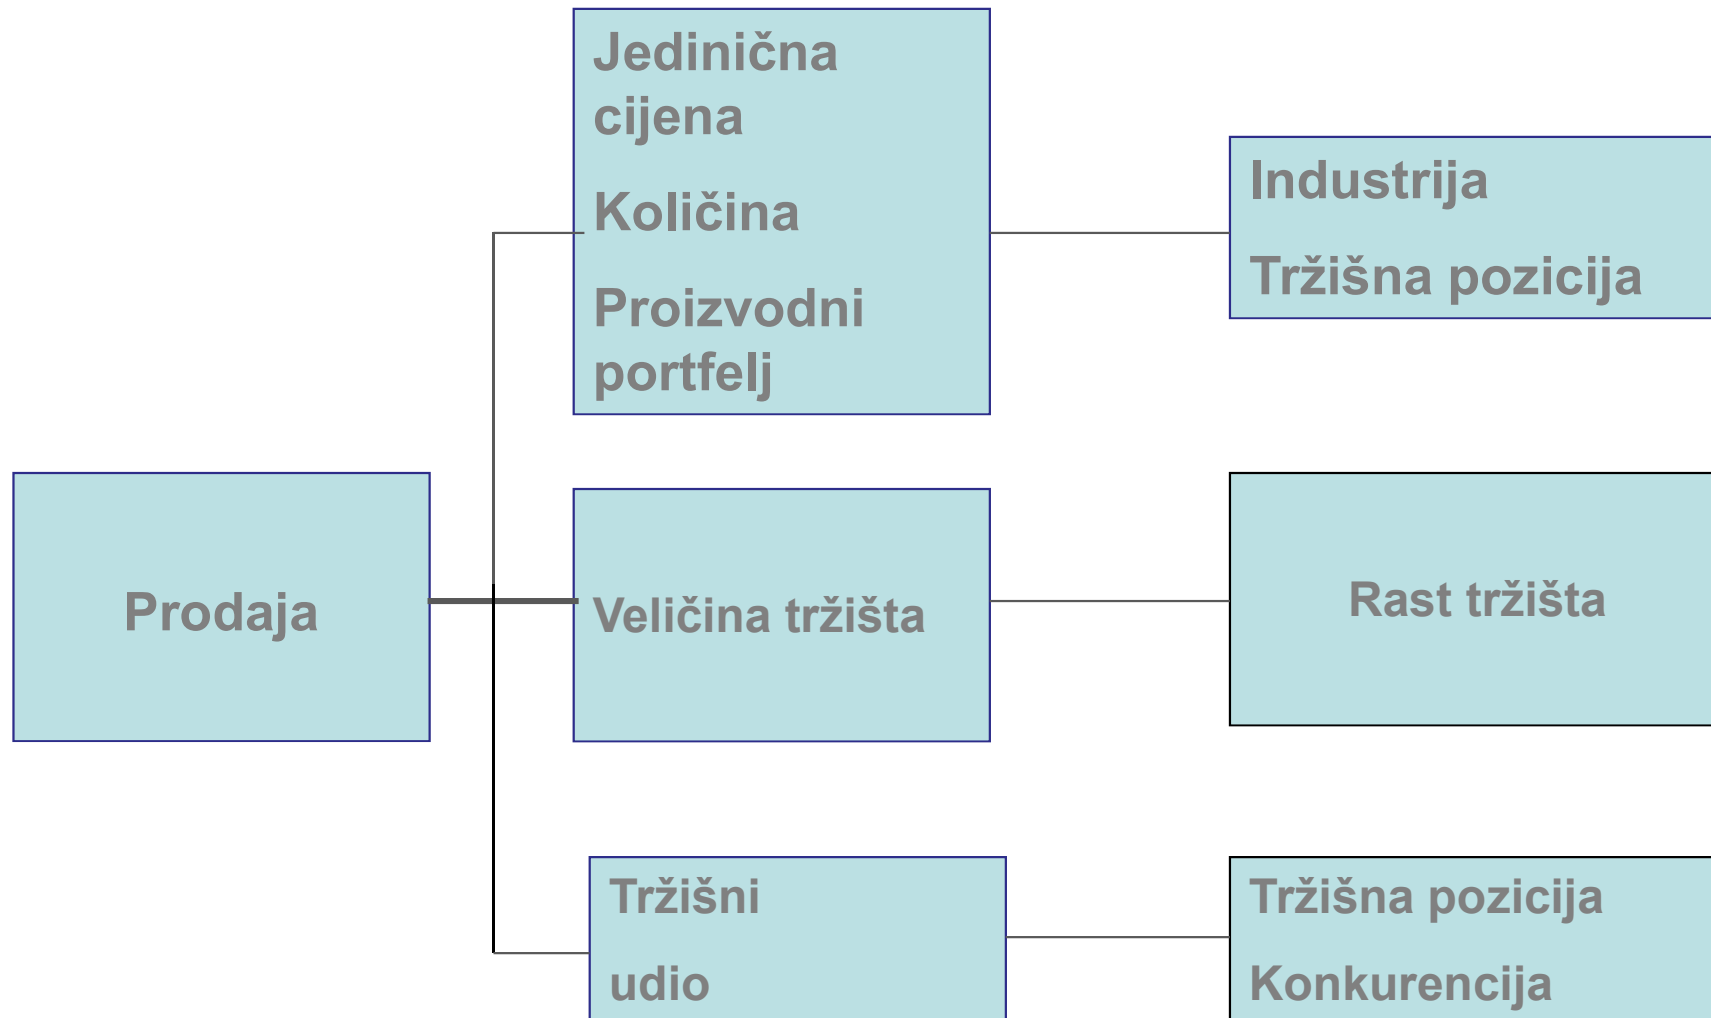 Jedinična
cijena
Količina
Proizvodni
portfelj
Industrija
Tržišna pozicija
Prodaja
Veličina tržišta
Rast tržišta
Tržišni
udio
Tržišna pozicija
Konkurencija